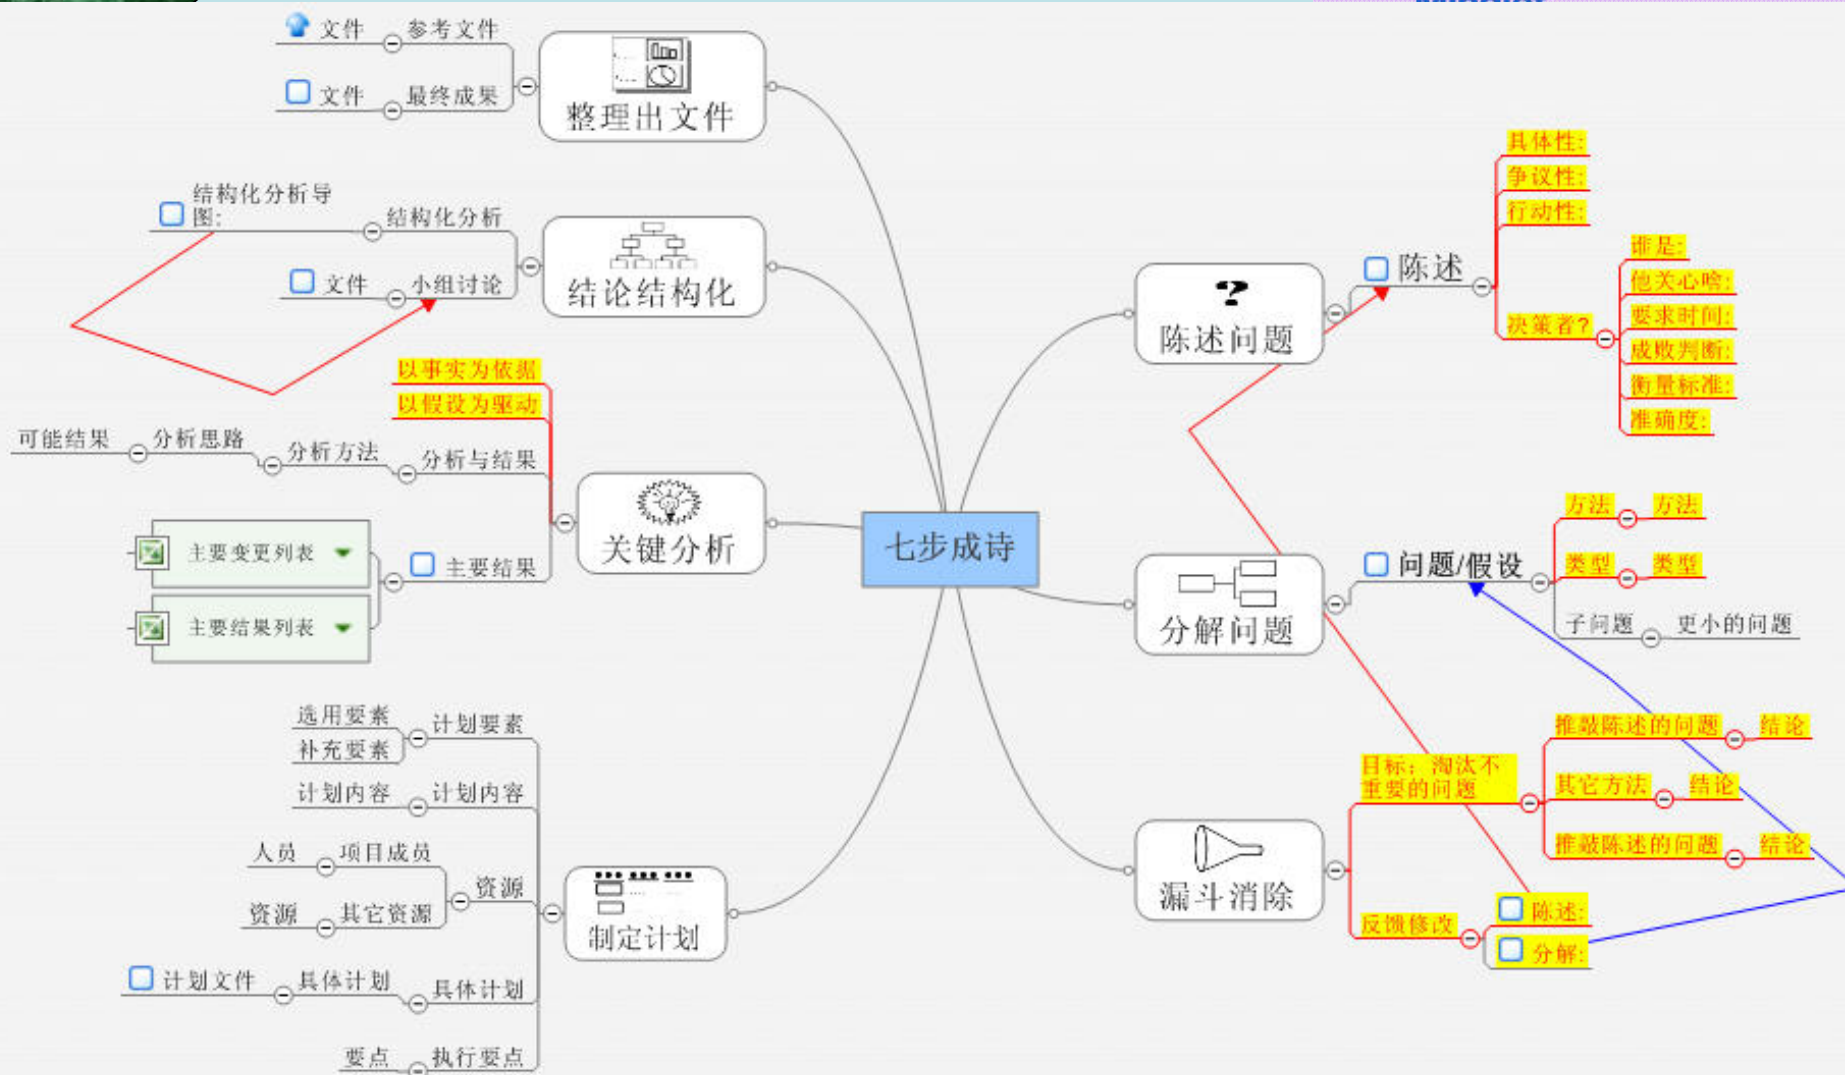 文件
参考文件
文件
最终成果
整理出文件
结构化分析导
图:
结构化分析
文件
小组讨论
结论结构化
以事实为依据
以假设为驱动
可能结果
分析思路
分析方法
分析与结果
主要变更列表
主要结果
主要结果列表
关键分析
选用要素
计划要素
补充要素
计划内容
计划内容
人员
项目成员
资源
资源
其它资源
计划文件
具体计划
具体计划
要点
执行要点
制定计划
七步成诗
?
陈述问题
陈述
具体性:
争议性:
行动性:
决策者?
谁是:
他关心啥:
要求时间:
成败判断:
衡量标准:
准确度:
分解问题
问题/假设
方法
方法
类型
类型
子问题
更小的问题
漏斗消除
目标：淘汰不
重要的问题
推敲陈述的问题
结论
其它方法
结论
推敲陈述的问题
结论
反馈修改
陈述:
分解: